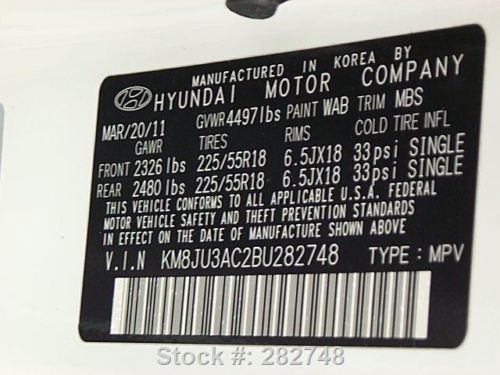 MANUFACTURED IN KOREA BY
HYUNDAI MOTOR COMPANY
MAR/20/11 GVWR 4497lbs PAINT WAB TRIM MBS
GAWR TIRES RIMS COLD TIRE INFL
FRONT 2326 lbs 225/55R18 6.5JX18 33psi SINGLE
REAR 2480 lbs 225/55R18 6.5JX18 33psi SINGLE
THIS VEHICLE CONFORMS TO ALL APPLICABLE U.S.A. FEDERAL
MOTOR VEHICLE SAFETY AND THEFT PREVENTION STANDARDS
IN EFFECT ON THE DATE OF MANUFACTURE SHOWN ABOVE
V.I.N KM8JU3AC2BU282748 TYPE : MPV
Stock #: 282748